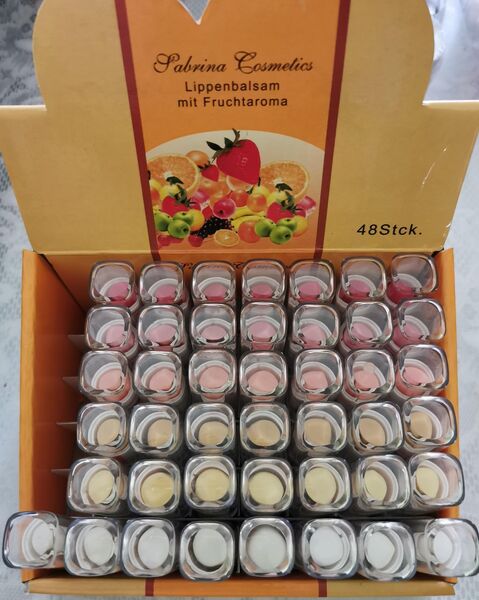 Sabrina Cosmetics
Lippenbalsam
mit Fruchtaroma
48Stck.